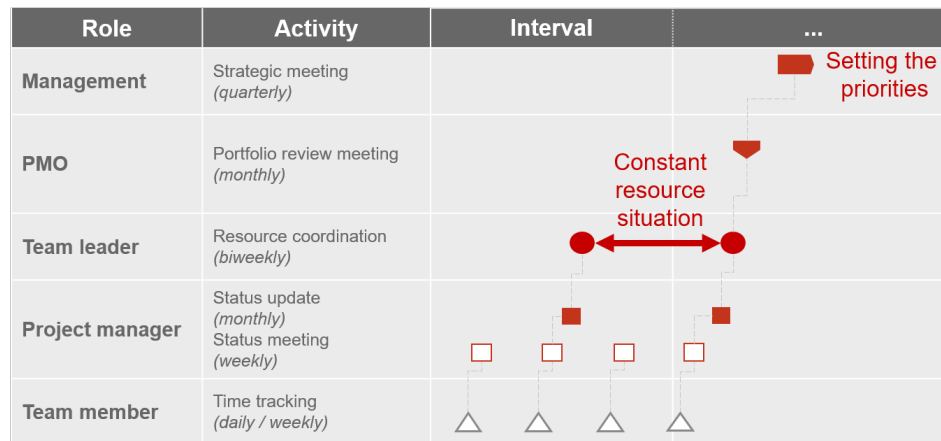 Role
Activity
Interval
...
Management
Strategic meeting
(quarterly)
Setting the
priorities
PMO
Portfolio review meeting
(monthly)
Constant
resource
situation
Team leader
Resource coordination
(biweekly)
Project manager
Status update
(monthly)
Status meeting
(weekly)
Team member
Time tracking
(daily / weekly)